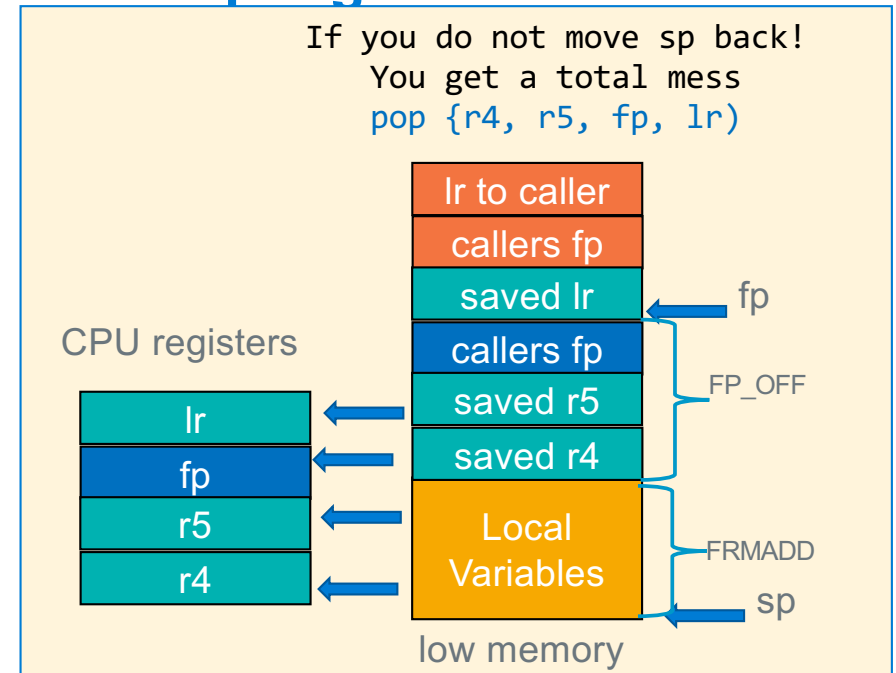 If you do not move sp back!
You get a total mess
pop {r4, r5, fp, lr)
lr to caller
callers fp
saved lr
fp
CPU registers
callers fp
FP_OFF
saved r5
lr
saved r4
fp
r5
Local
Variables
FRMADD
r4
sp
low memory